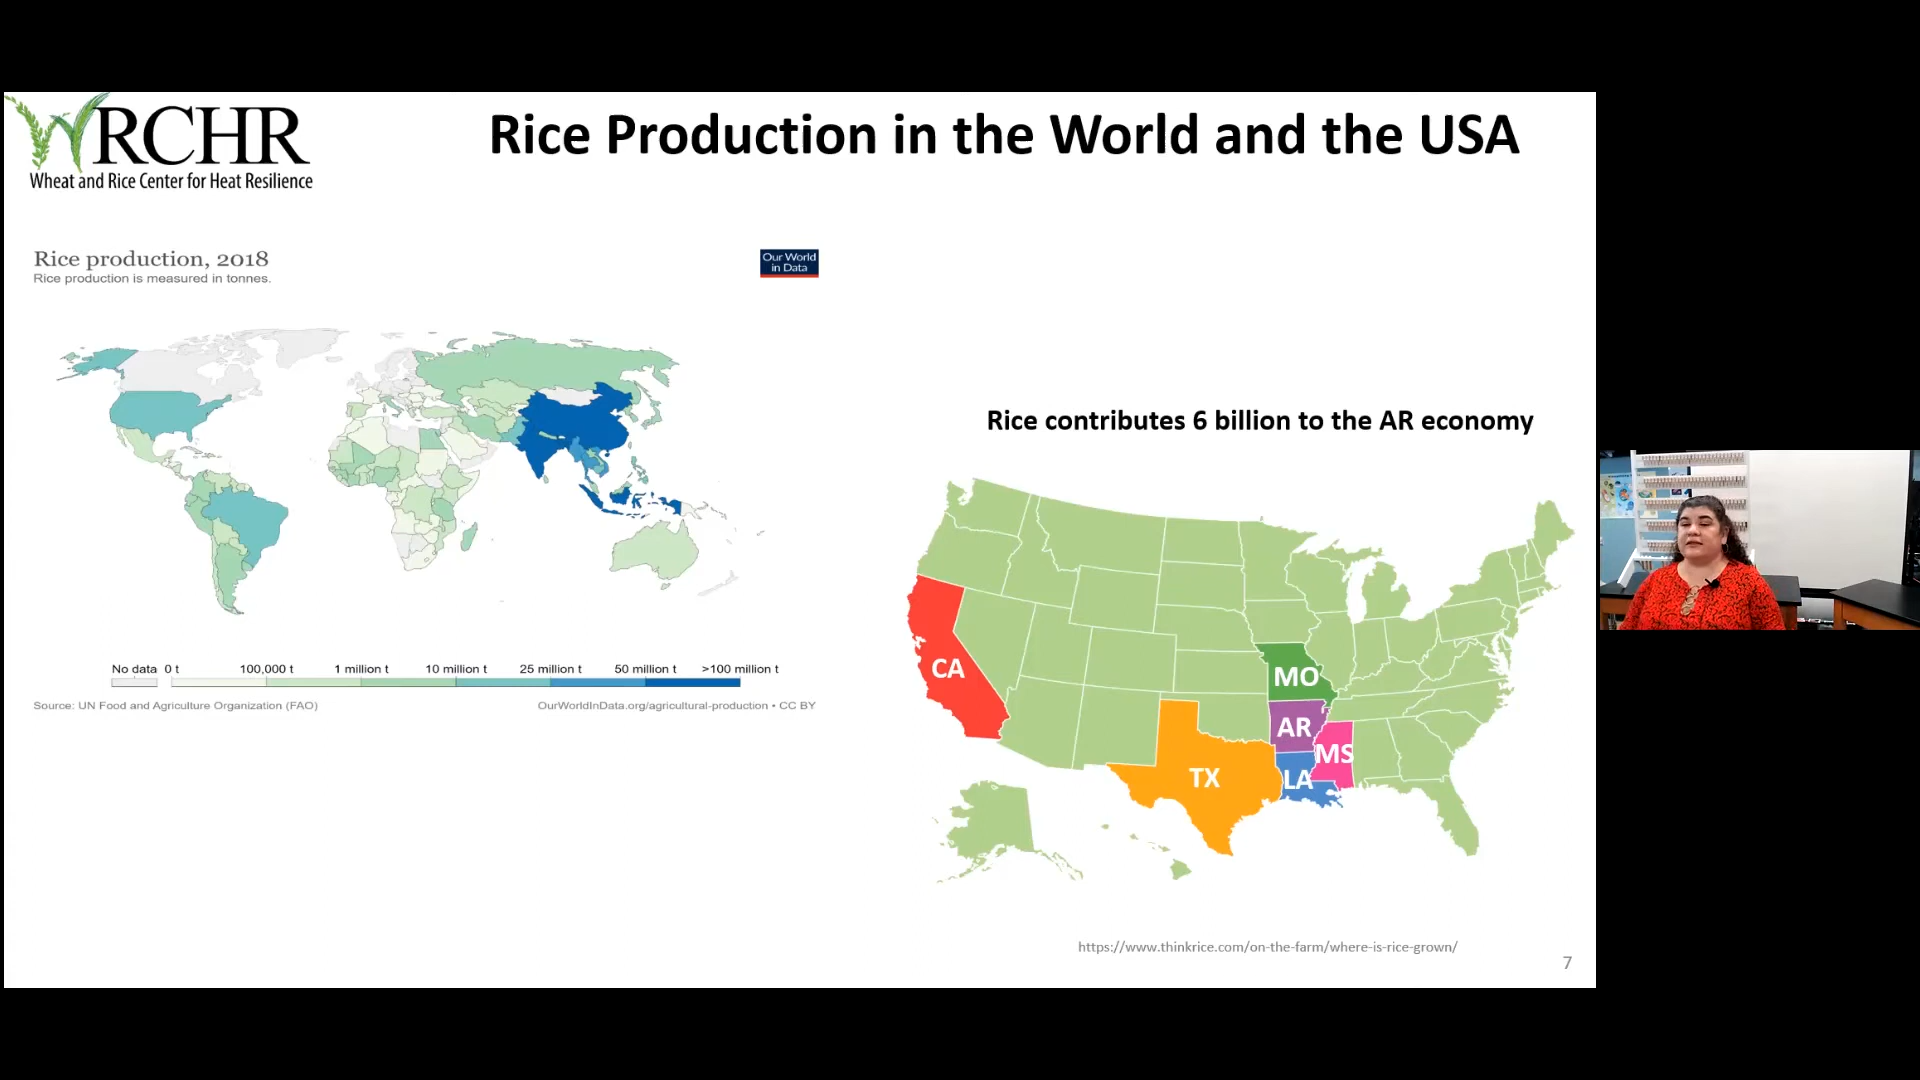 WRCHR
Wheat and Rice Center for Heat Resilience
Rice Production in the World and the USA
Rice production, 2018
Rice production is measured in tonnes.
Our World
in Data
No data 0 t 100,000 t 1 million t 10 million t 25 million t 50 million t >100 million t
Source: UN Food and Agriculture Organization (FAO)
OurWorldInData.org/agricultural-production • CC BY
Rice contributes 6 billion to the AR economy
CA
MO
AR
MS
TX
LA
https://www.thinkrice.com/on-the-farm/where-is-rice-grown/
7